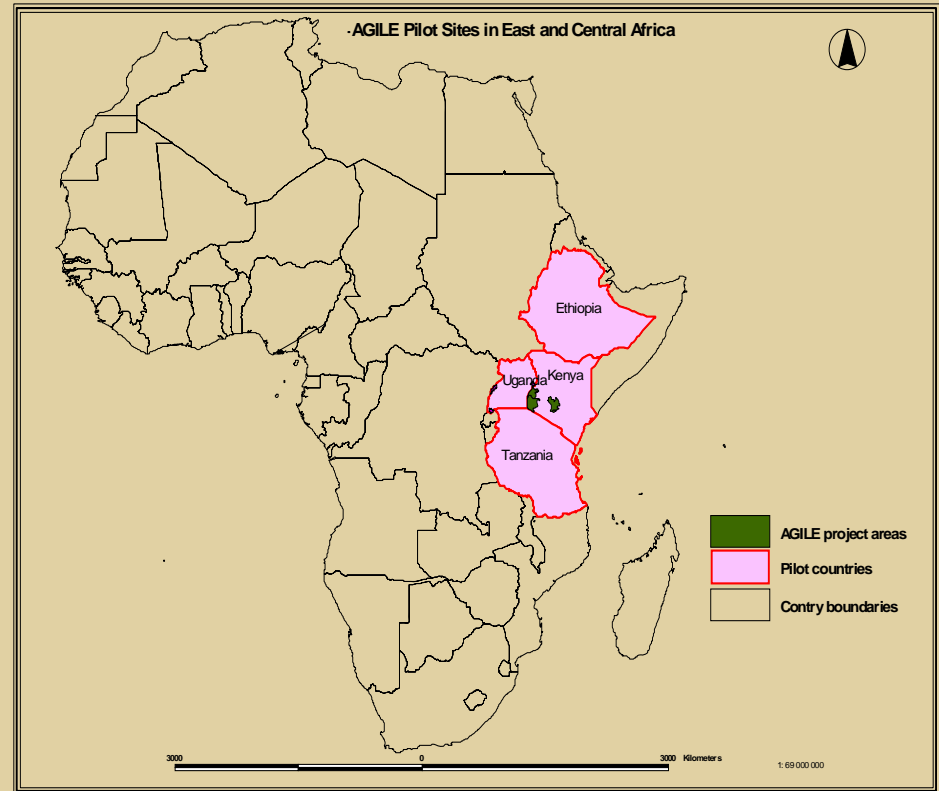 AGILE Pilot Sites in East and Central Africa
Ethiopia
Uganda
Kenya
Tanzania
AGILE project areas
Pilot countries
Contry boundaries
3000 0 3000 Kilometers
1: 69 000 000